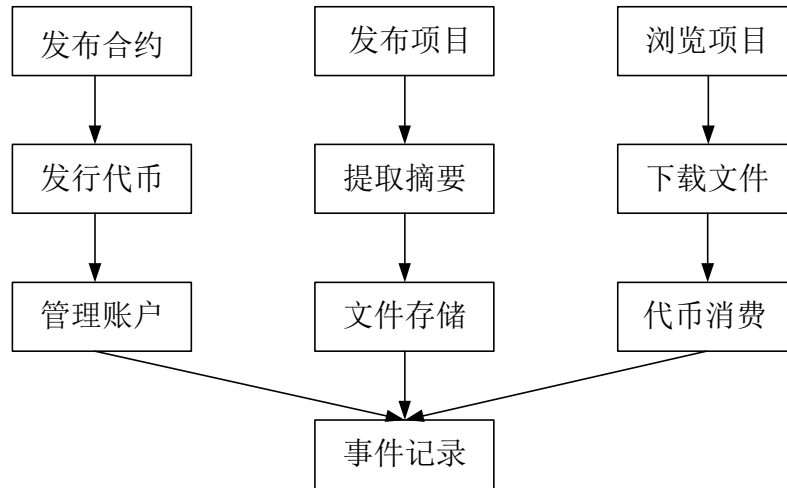 发布合约
发布项目
浏览项目
发行代币
提取摘要
下载文件
管理账户
文件存储
代币消费
事件记录